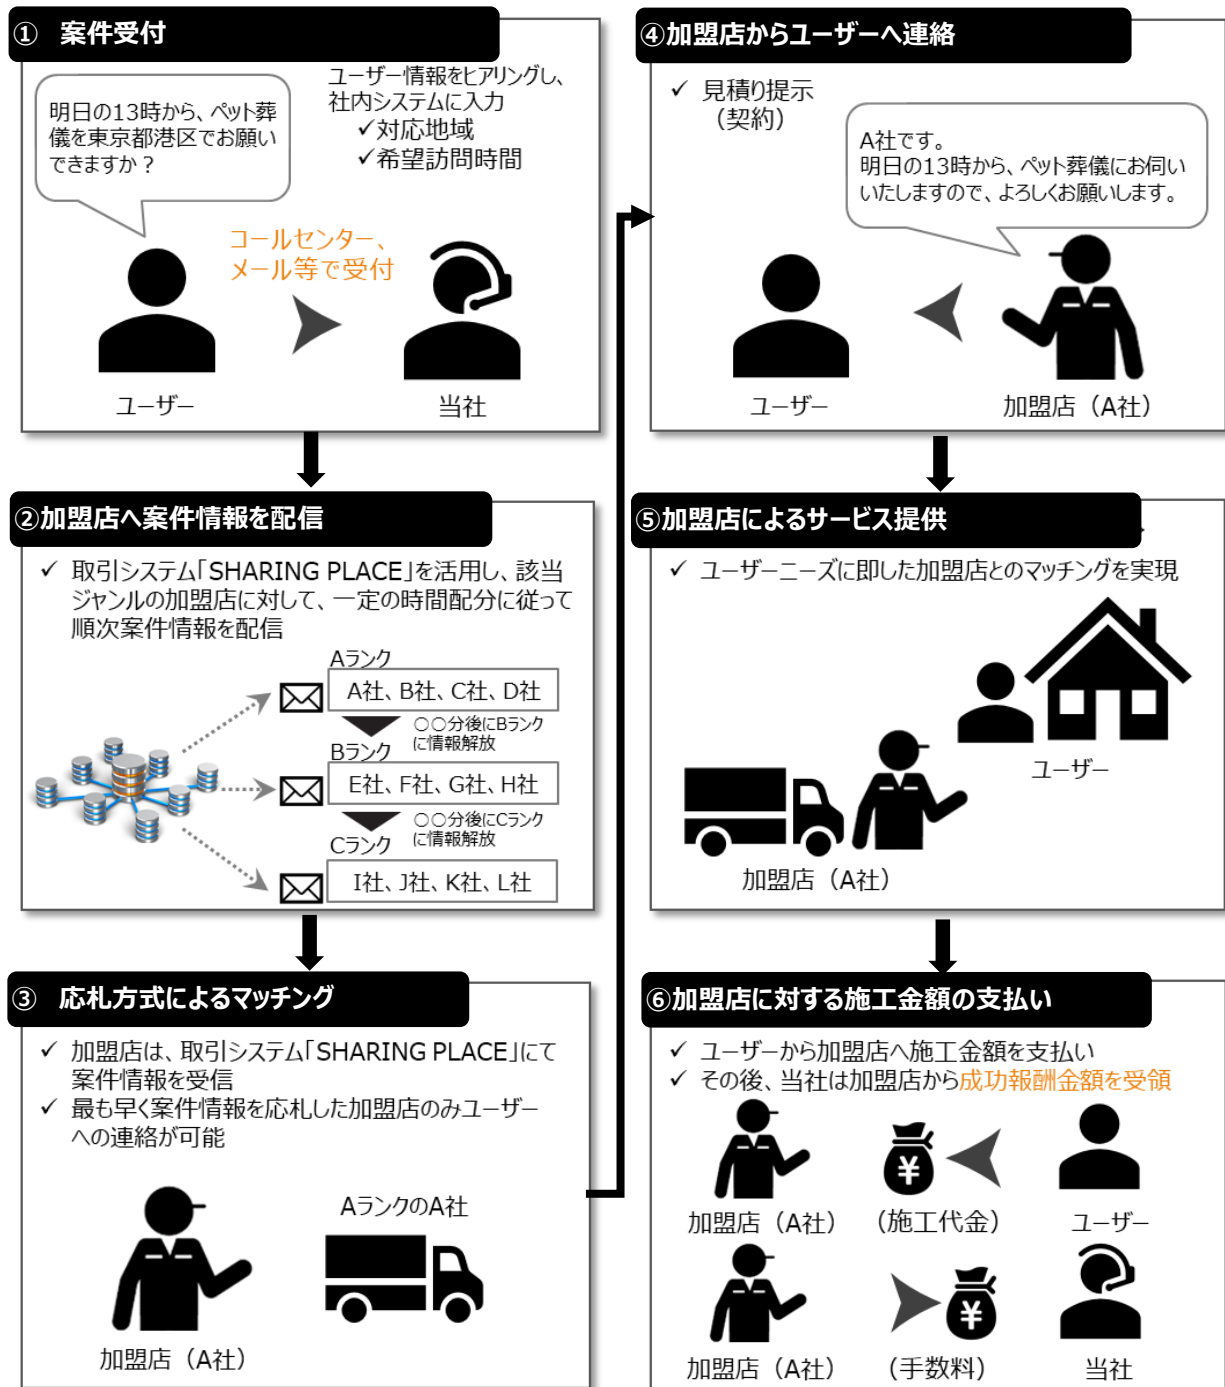 ① 案件受付
ユーザー情報をヒアリングし、
社内システムに入力
✓対応地域
✓希望訪問時間
明日の13時から、ペット葬
儀を東京都港区でお願い
できますか？
コールセンター、
メール等で受付
ユーザー
当社
②加盟店へ案件情報を配信
✓ 取引システム「SHARING PLACE」を活用し、該当
ジャンルの加盟店に対して、一定の時間配分に従って
順次案件情報を配信
Aランク
A社、B社、C社、D社
○○分後にBランク
に情報解放
Bランク
E社、F社、G社、H社
○○分後にCランク
に情報解放
Cランク
I社、J社、K社、L社
③ 応札方式によるマッチング
✓ 加盟店は、取引システム「SHARING PLACE」にて
案件情報を受信
✓ 最も早く案件情報を応札した加盟店のみユーザー
への連絡が可能
AランクのA社
加盟店（A社）
④加盟店からユーザーへ連絡
✓ 見積り提示
（契約）
A社です。
明日の13時から、ペット葬儀にお伺い
いたしますので、よろしくお願いします。
ユーザー
加盟店（A社）
⑤加盟店によるサービス提供
✓ ユーザーニーズに即した加盟店とのマッチングを実現
ユーザー
加盟店（A社）
⑥加盟店に対する施工金額の支払い
✓ ユーザーから加盟店へ施工金額を支払い
✓ その後、当社は加盟店から成功報酬金額を受領
¥
加盟店（A社）
（施工代金）
ユーザー
¥
加盟店（A社）
（手数料）
当社